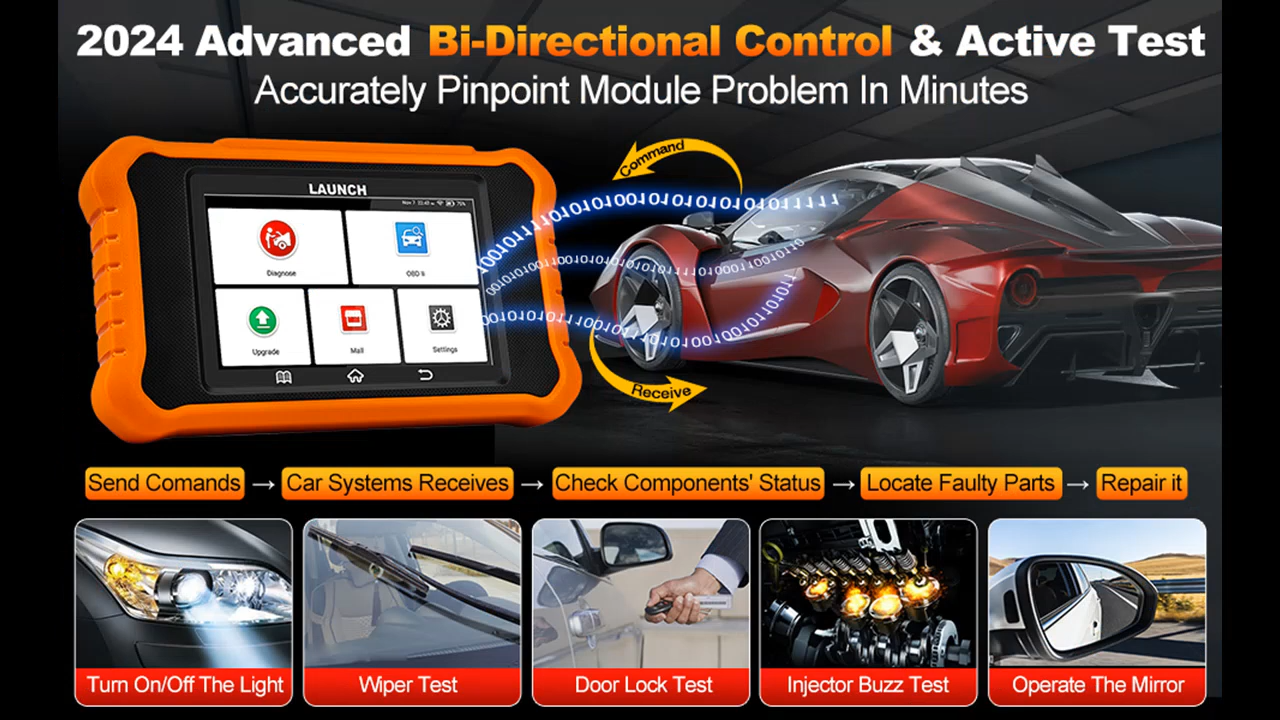 2024 Advanced Bi-Directional Control & Active Test
Accurately Pinpoint Module Problem In Minutes
Command
LAUNCH
Diagnose
OBD II
Upgrade
Mall
Settings
Receive
Send Comands → Car Systems Receives → Check Components' Status → Locate Faulty Parts → Repair it
Turn On/Off The Light
Wiper Test
Door Lock Test
Injector Buzz Test
Operate The Mirror